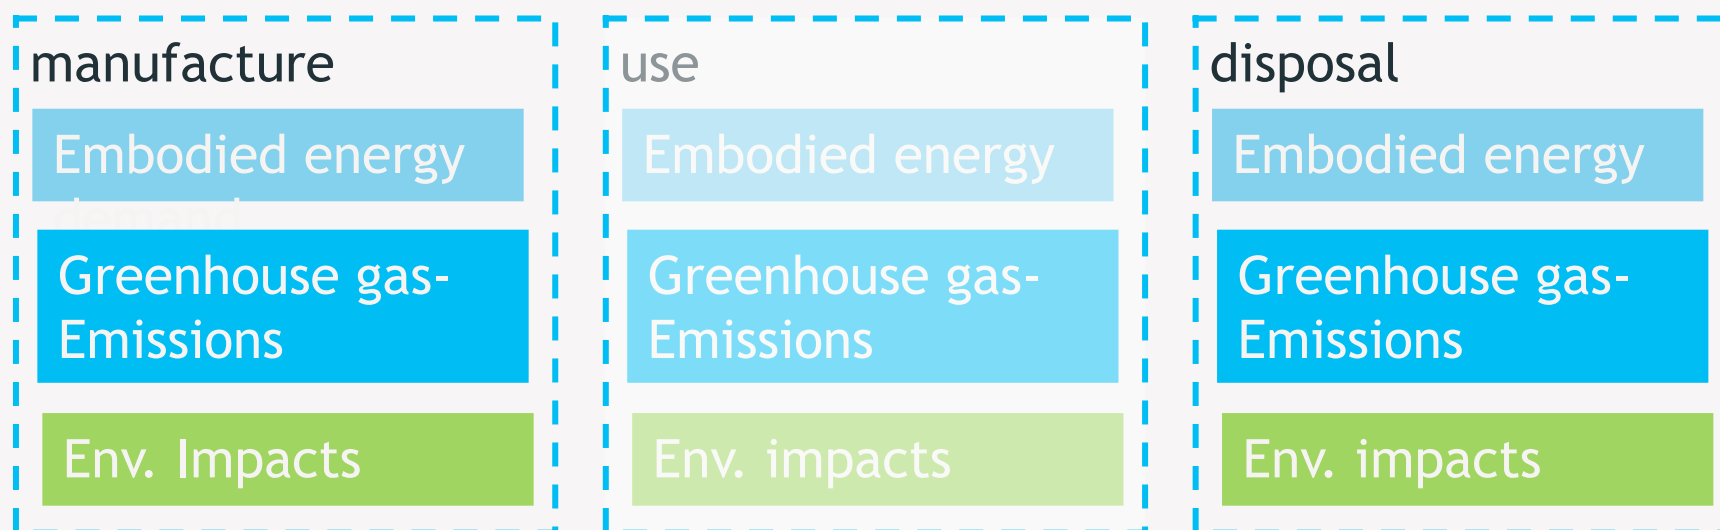 manufacture
Embodied energy
demand
Greenhouse gas-
Emissions
Env. Impacts
use
Embodied energy
Greenhouse gas-
Emissions
Env. impacts
disposal
Embodied energy
Greenhouse gas-
Emissions
Env. impacts